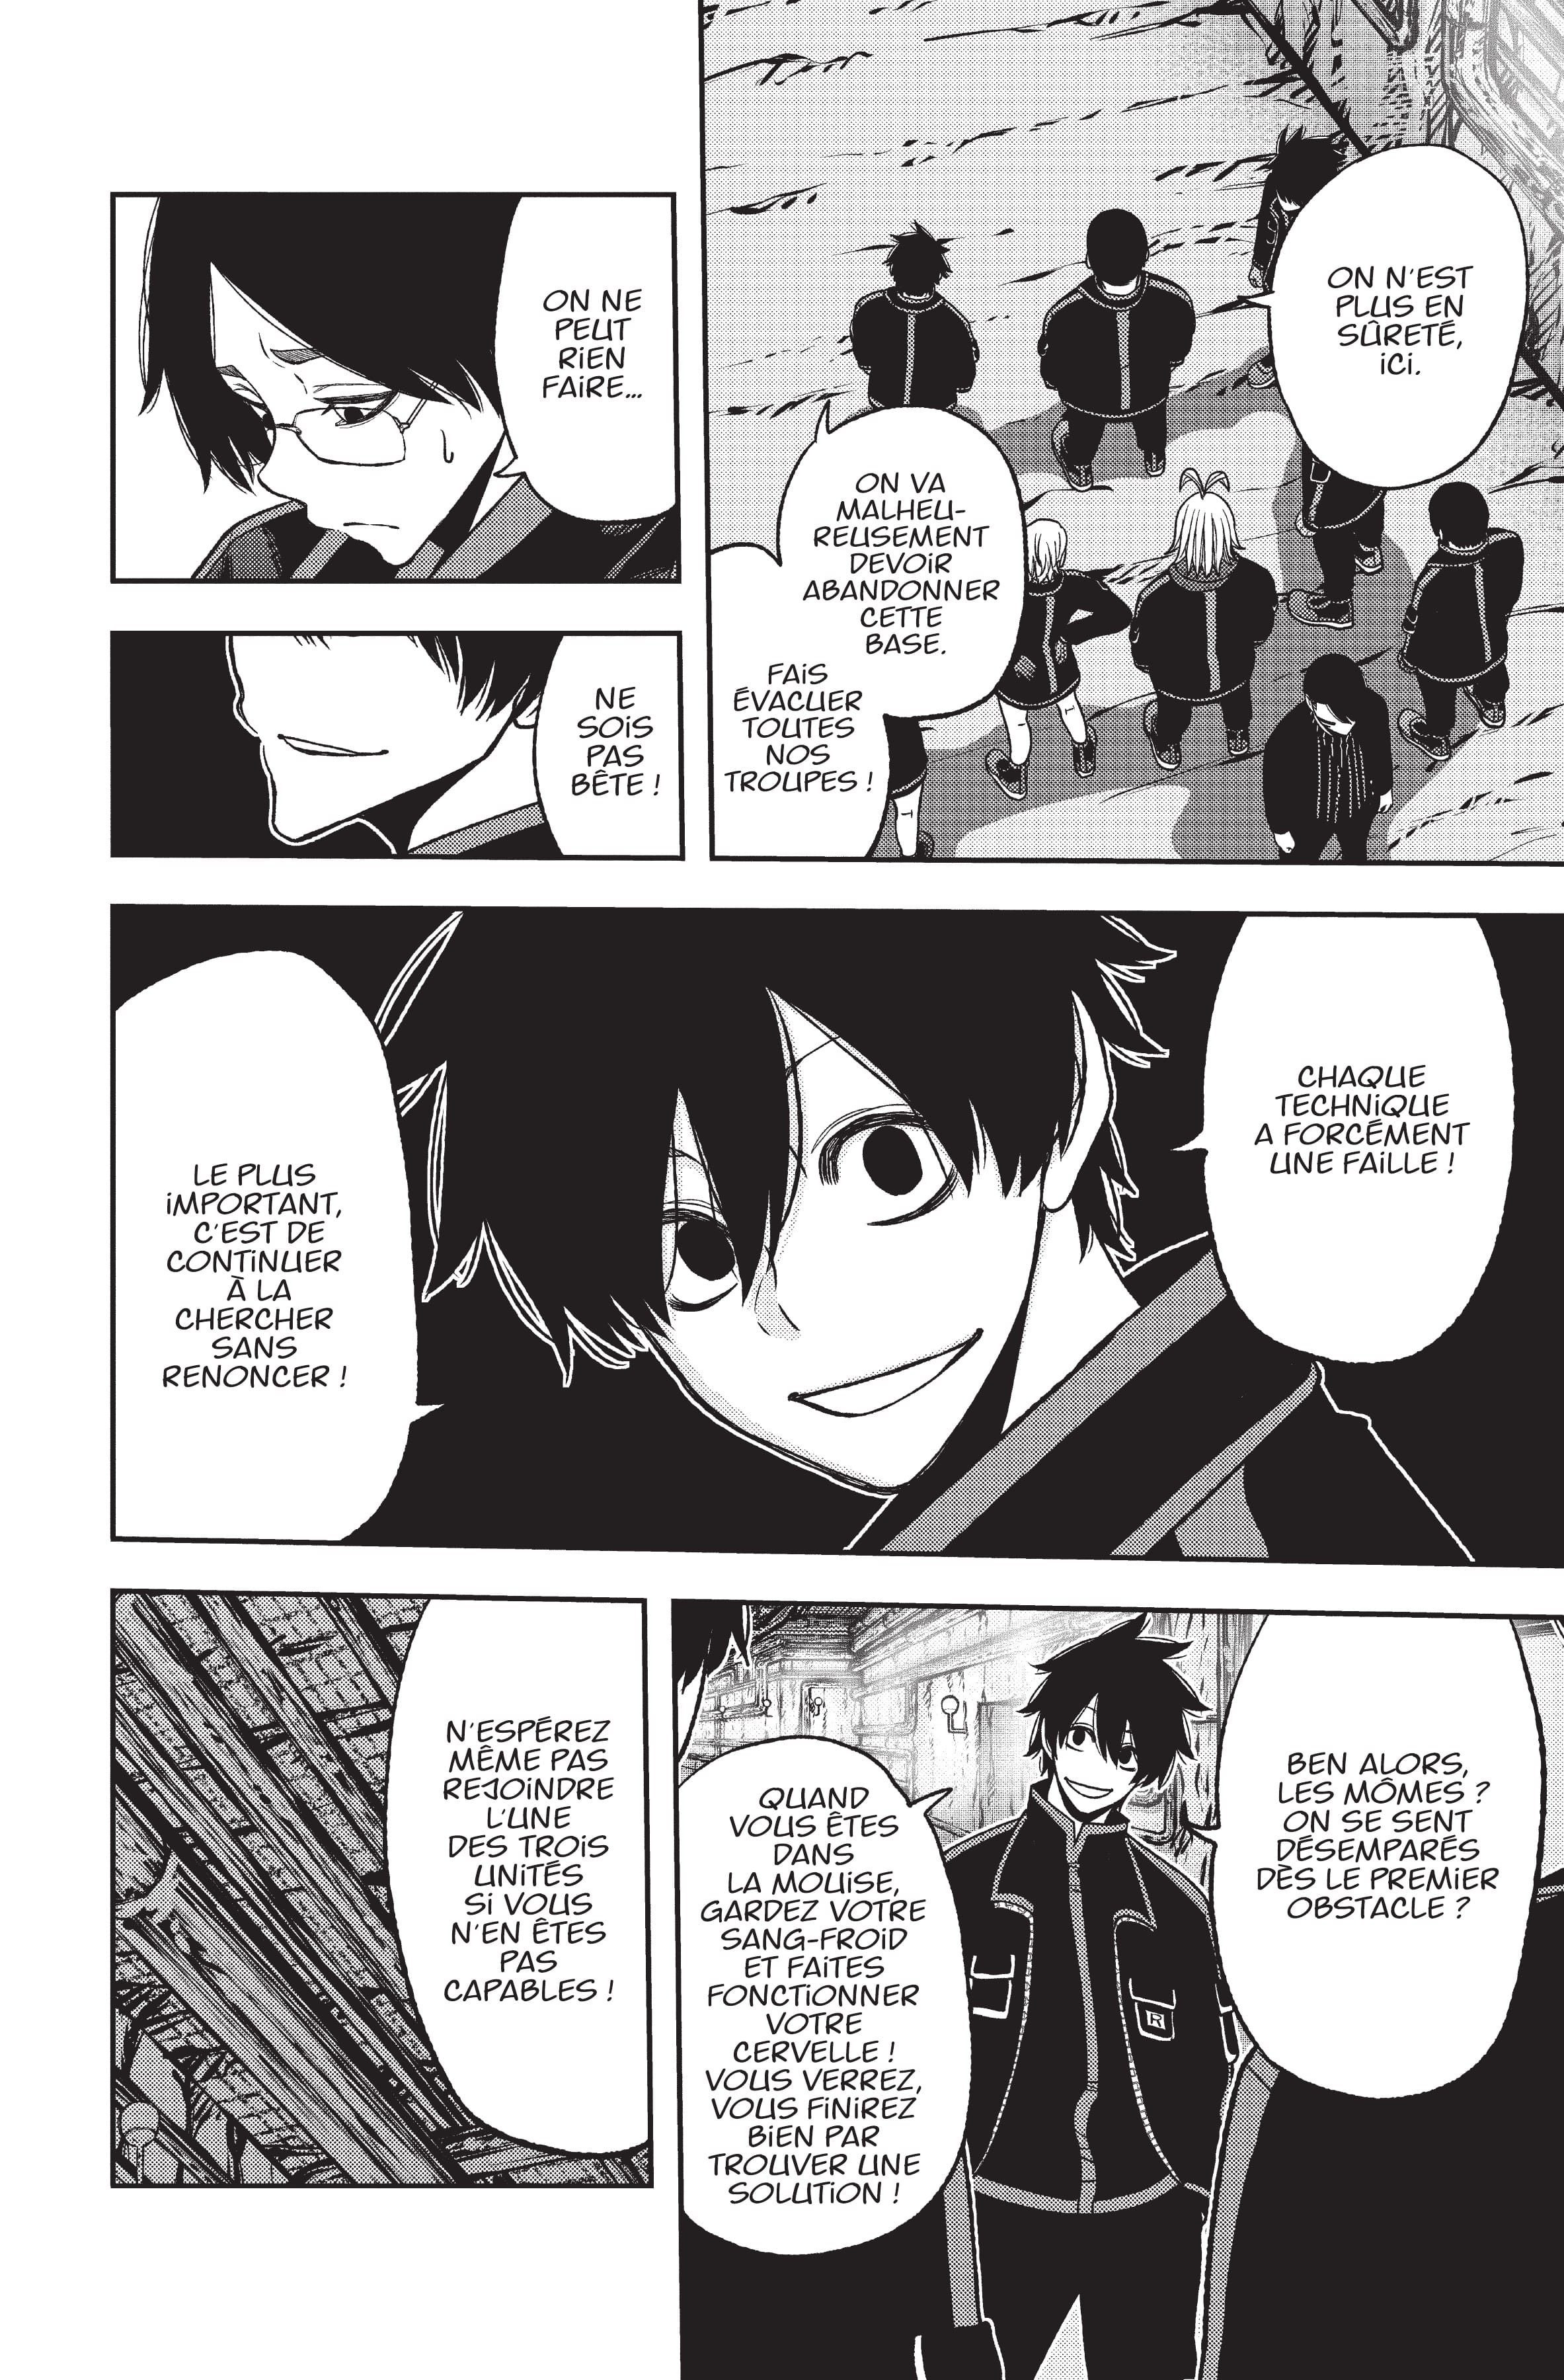 ON N'EST
PLUS EN
SÛRETÉ,
ICI.
ON VA
MALHEU-
REUSEMENT
DEVOIR
ABANDONNER
CETTE
BASE.
FAIS
ÉVACUER
TOUTES
NOS
TROUPES !
ON NE
PEUT
RIEN
FAIRE...
NE
SOIS
PAS
BÊTE !
CHAQUE
TECHNIQUE
A FORCÉMENT
UNE FAILLE !
LE PLUS
IMPORTANT,
C'EST DE
CONTINUER
À LA
CHERCHER
SANS
RENONCER !
BEN ALORS,
LES MÔMES ?
ON SE SENT
DÉSEMPARÉS
DÈS LE PREMIER
OBSTACLE ?
QUAND
VOUS ÊTES
DANS
LA MOUISE,
GARDEZ VOTRE
SANG-FROID
ET FAITES
FONCTIONNER
VOTRE
CERVELLE !
VOUS VERREZ,
VOUS FINIREZ
BIEN PAR
TROUVER UNE
SOLUTION !
R
N'ESPÉREZ
MÊME PAS
REJOINDRE
L'UNE
DES TROIS
UNITÉS
SI VOUS
N'EN ÊTES
PAS
CAPABLES !